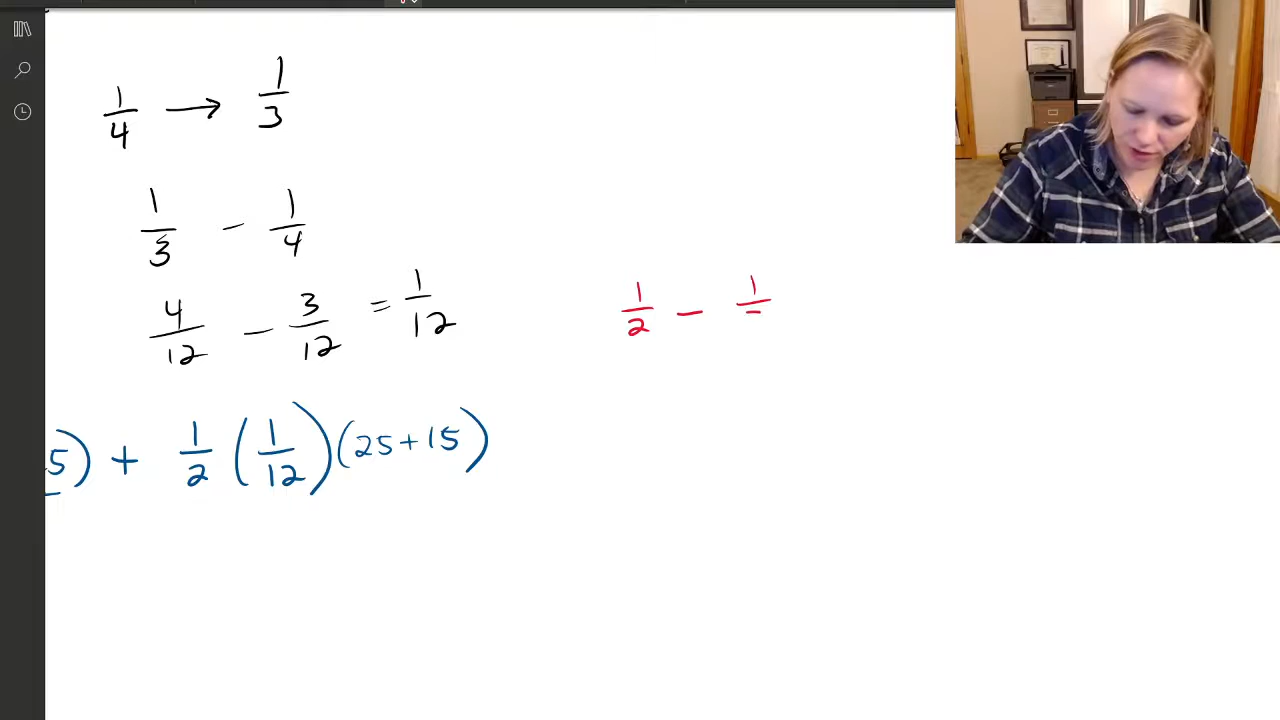 1/4 → 1/3
1/3 - 1/4
4/12 - 3/12 = 1/12
1/2 - 1/
5) + 1/2 (1/12)(25+15)